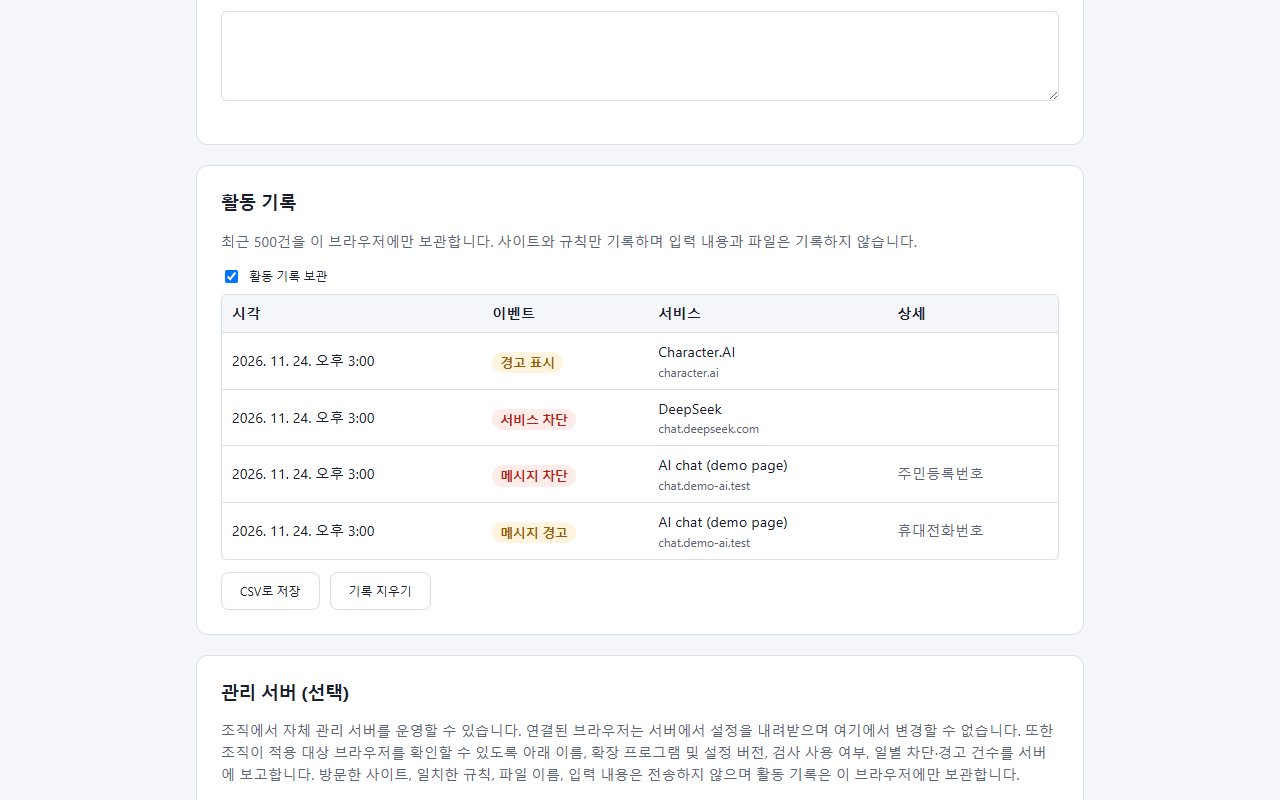 활동 기록
최근 500건을 이 브라우저에만 보관합니다. 사이트와 규칙만 기록하며 입력 내용과 파일은 기록하지 않습니다.
활동 기록 보관
시각 이벤트 서비스 상세
2026. 11. 24. 오후 3:00 경고 표시 Character.AI
character.ai
2026. 11. 24. 오후 3:00 서비스 차단 DeepSeek
chat.deepseek.com
2026. 11. 24. 오후 3:00 메시지 차단 AI chat (demo page) 주민등록번호
chat.demo-ai.test
2026. 11. 24. 오후 3:00 메시지 경고 AI chat (demo page) 휴대전화번호
chat.demo-ai.test
CSV로 저장 기록 지우기
관리 서버 (선택)
조직에서 자체 관리 서버를 운영할 수 있습니다. 연결된 브라우저는 서버에서 설정을 내려받으며 여기에서 변경할 수 없습니다. 또한
조직이 적용 대상 브라우저를 확인할 수 있도록 아래 이름, 확장 프로그램 및 설정 버전, 검사 사용 여부, 일별 차단·경고 건수를 서버
에 보고합니다. 방문한 사이트, 일치한 규칙, 파일 이름, 입력 내용은 전송하지 않으며 활동 기록은 이 브라우저에만 보관합니다.